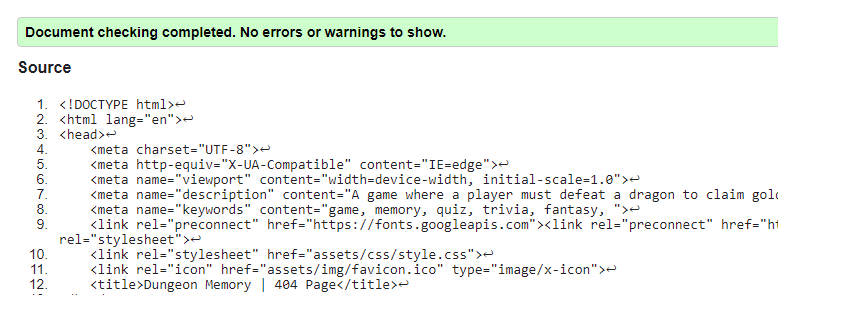 Document checking completed. No errors or warnings to show.
Source
1. <!DOCTYPE html>↩
2. <html lang="en">↩
3. <head>↩
4. <meta charset="UTF-8">↩
5. <meta http-equiv="X-UA-Compatible" content="IE=edge">↩
6. <meta name="viewport" content="width=device-width, initial-scale=1.0">↩
7. <meta name="description" content="A game where a player must defeat a dragon to claim gol
8. <meta name="keywords" content="game, memory, quiz, trivia, fantasy, ">↩
9. <link rel="preconnect" href="https://fonts.googleapis.com"><link rel="preconnect" href="ht
rel="stylesheet">↩
10. <link rel="stylesheet" href="assets/css/style.css">↩
11. <link rel="icon" href="assets/img/favicon.ico" type="image/x-icon">↩
12. <title>Dungeon Memory | 404 Page</title>↩